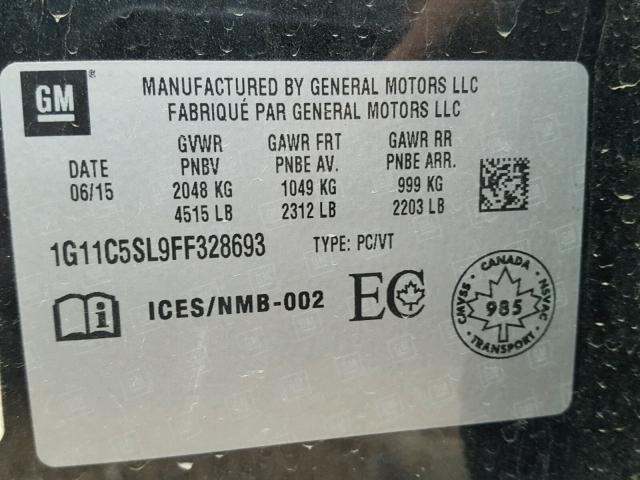 GM
MANUFACTURED BY GENERAL MOTORS LLC
FABRIQUÉ PAR GENERAL MOTORS LLC
GVWR GAWR FRT GAWR RR
DATE PNBV PNBE AV. PNBE ARR.
06/15 2048 KG 1049 KG 999 KG
4515 LB 2312 LB 2203 LB
1G11C5SL9FF328693 TYPE: PC/VT
ICES/NMB-002 EC
CANADA
CMVSS 985 NSVAC
TRANSPORT